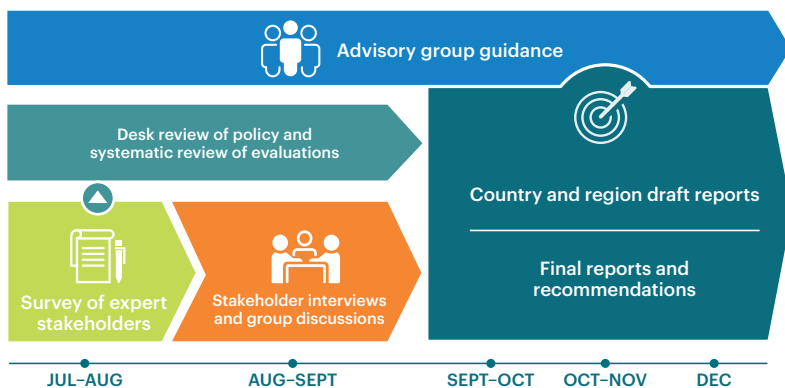 Advisory group guidance
Desk review of policy and
systematic review of evaluations
Survey of expert
stakeholders
Stakeholder interviews
and group discussions
Country and region draft reports
Final reports and
recommendations
JUL–AUG
AUG–SEPT
SEPT–OCT
OCT–NOV
DEC